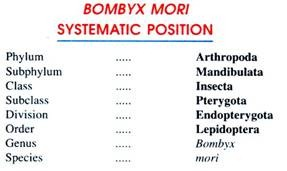 BOMBYX MORI
SYSTEMATIC POSITION
Phylum ..... Arthropoda
Subphylum ..... Mandibulata
Class ..... Insecta
Subclass ..... Pterygota
Division ..... Endopterygota
Order ..... Lepidoptera
Genus ..... Bombyx
Species ..... mori